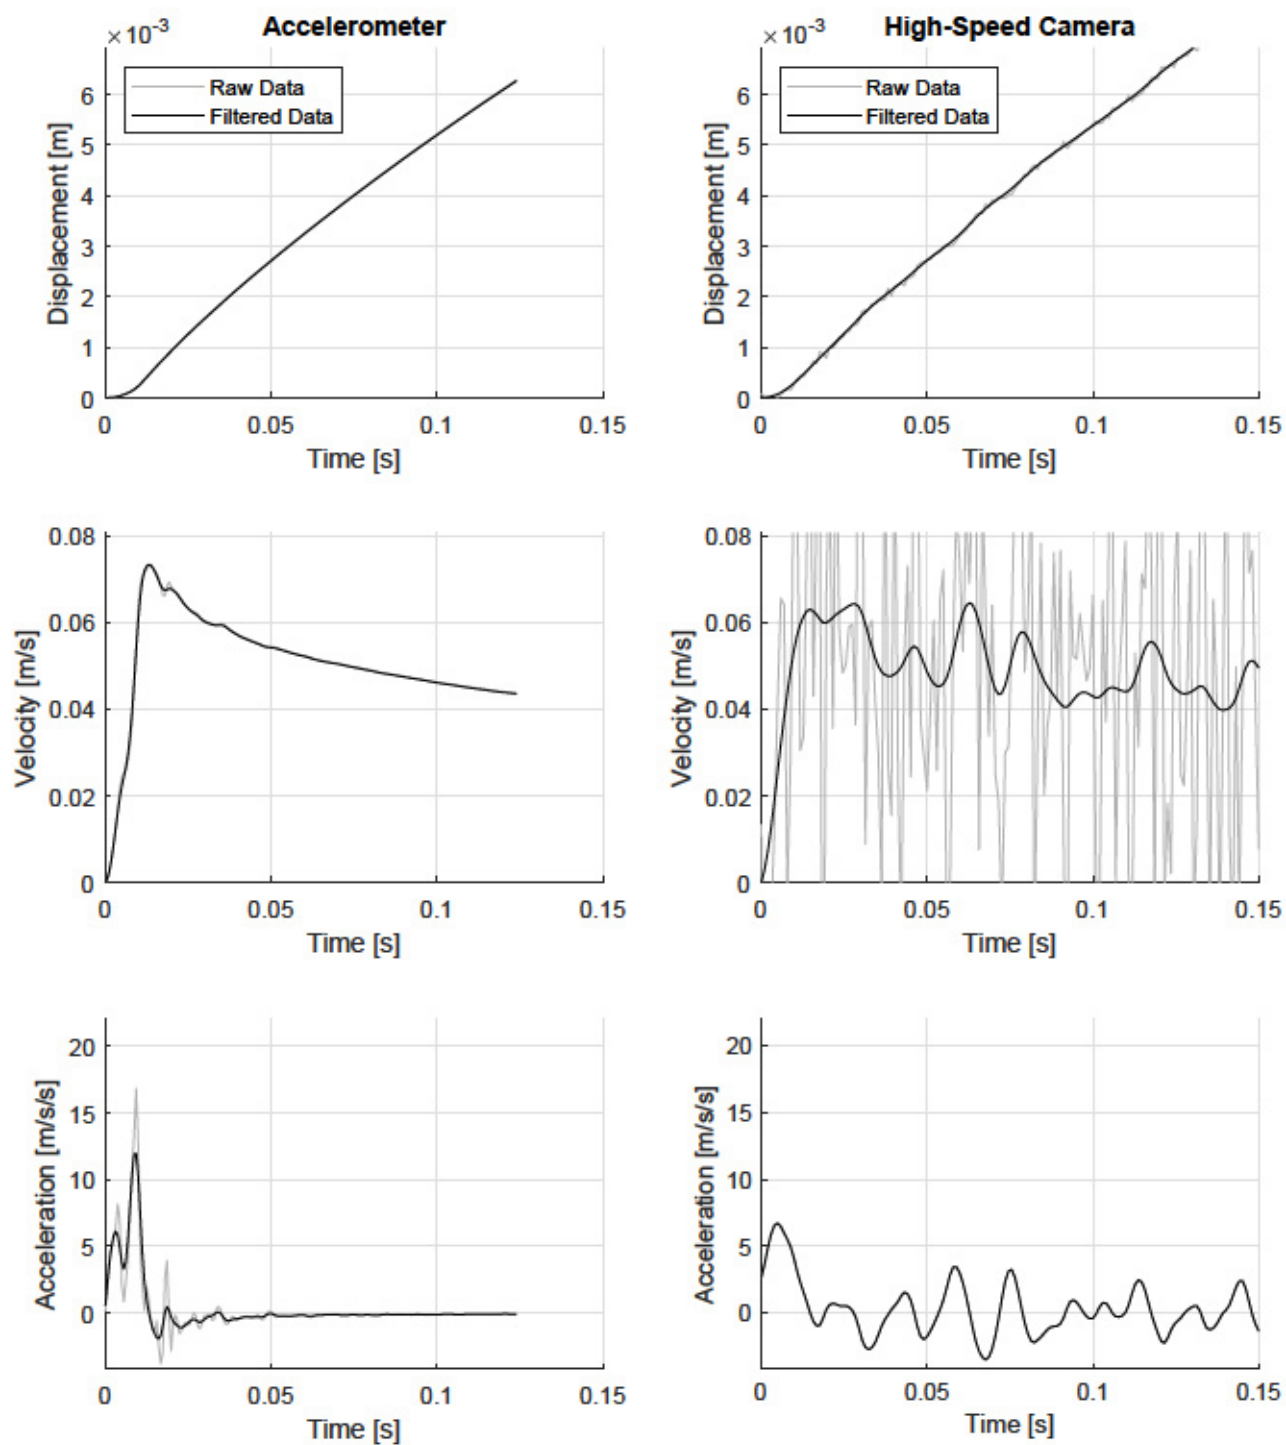 Accelerometer
×10⁻³
Raw Data
Filtered Data
Displacement [m]
6
5
4
3
2
1
0
0 0.05 0.1 0.15
Time [s]
High-Speed Camera
×10⁻³
Raw Data
Filtered Data
Displacement [m]
6
5
4
3
2
1
0
0 0.05 0.1 0.15
Time [s]
Velocity [m/s]
0.08
0.06
0.04
0.02
0
0 0.05 0.1 0.15
Time [s]
Velocity [m/s]
0.08
0.06
0.04
0.02
0
0 0.05 0.1 0.15
Time [s]
Acceleration [m/s/s]
20
15
10
5
0
0 0.05 0.1 0.15
Time [s]
Acceleration [m/s/s]
20
15
10
5
0
0 0.05 0.1 0.15
Time [s]